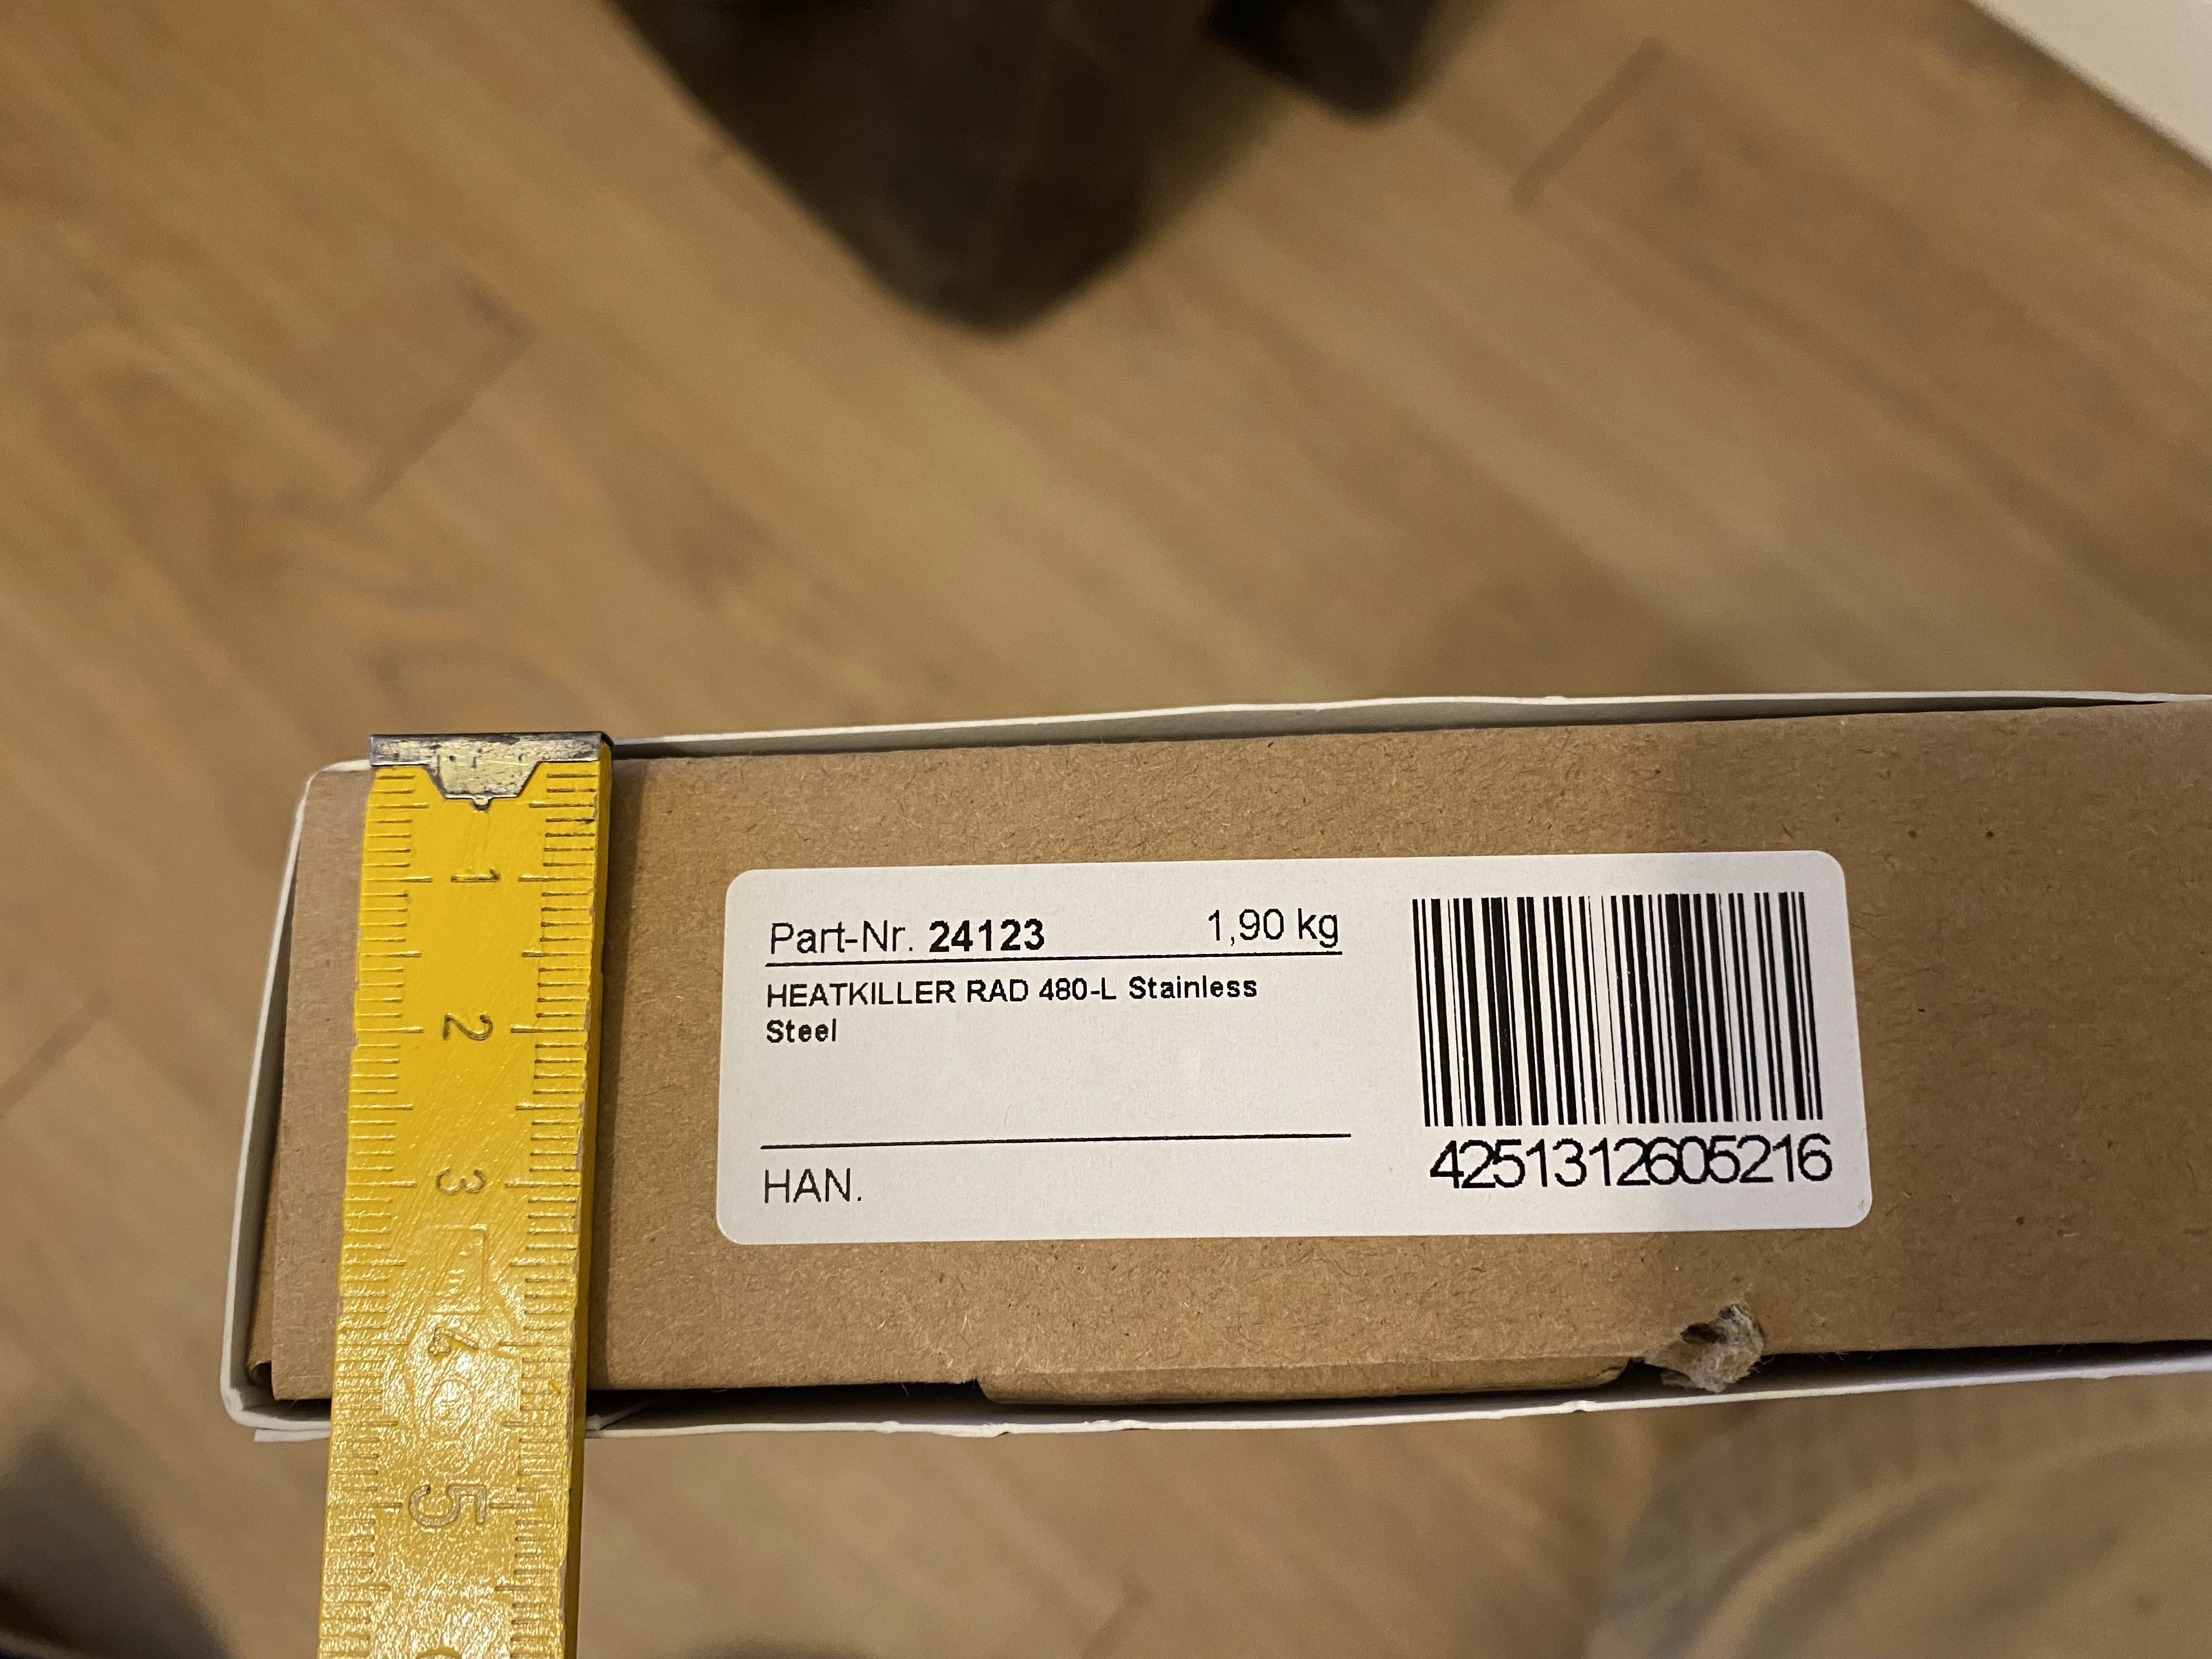 1
2
3
4
5
Part-Nr. 24123 1,90 kg
HEATKILLER RAD 480-L Stainless
Steel
HAN.
4251312605216